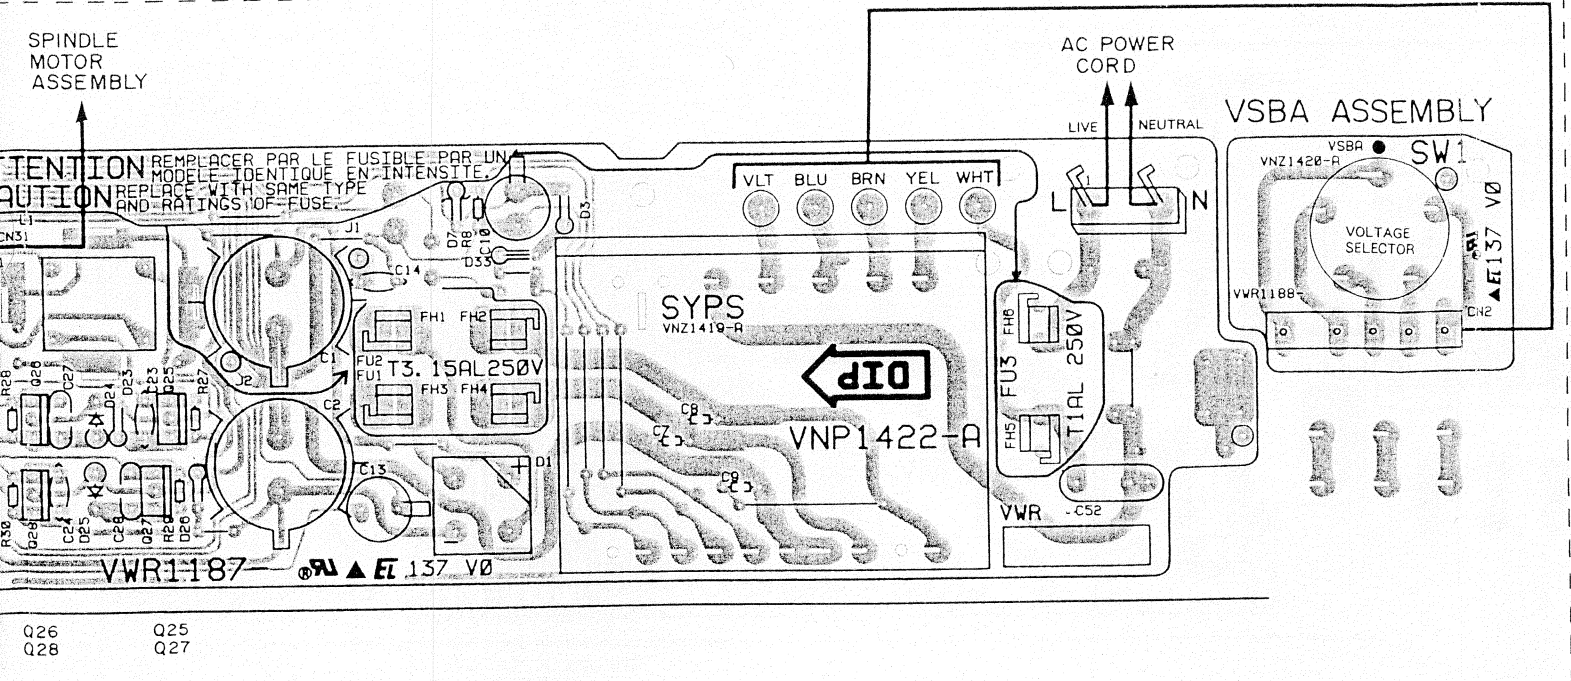 SPINDLE
MOTOR
ASSEMBLY
AC POWER
CORD
LIVE
NEUTRAL
VSBA ASSEMBLY
TTENTION
REMPLACER PAR LE FUSIBLE PAR UN
MODELE IDENTIQUE EN INTENSITE.
AUTION
REPLACE WITH SAME TYPE
AND RATINGS OF FUSE.
VLT BLU BRN YEL WHT
L
1
N
VSBA
VNZ1420-A
SW1
VOLTAGE
SELECTOR
137 V0
VWR1188-
CN2
L1
CN31
J1
D7
R8
C10
D3
D33
C14
SYPS
VNZ1419-A
FH1 FH2
FU2
FU1
T3.15AL250V
FH3 FH4
C1
J2
C2
DIP
FH6
FU3
T1AL 250V
FH5
VNP1422-A
C8
C7
C9
R28
Q26
C27
D24
D23
C23
Q25
R27
C13
D1
+
-
R30
Q28
C24
D25
C28
Q27
R29
D26
VWR
C52
VWR1187
®
137 V0
Q26
Q28
Q25
Q27